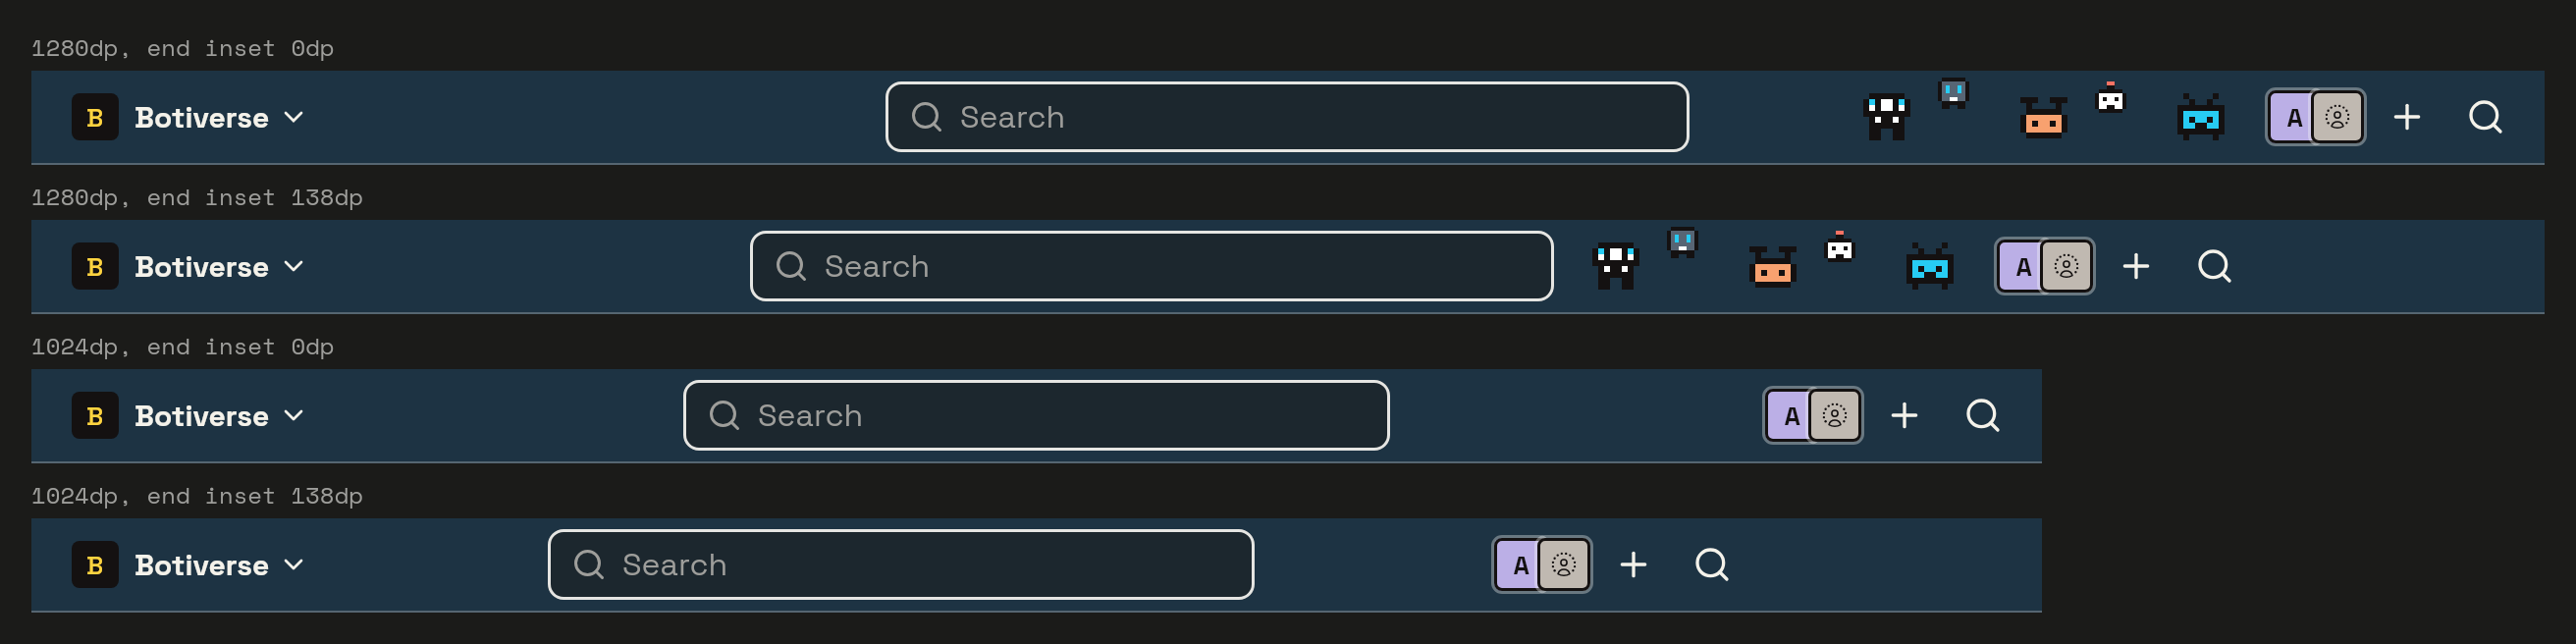 1280dp, end inset 0dp
B Botiverse Search A
1280dp, end inset 138dp
B Botiverse Search A
1024dp, end inset 0dp
B Botiverse Search A
1024dp, end inset 138dp
B Botiverse Search A